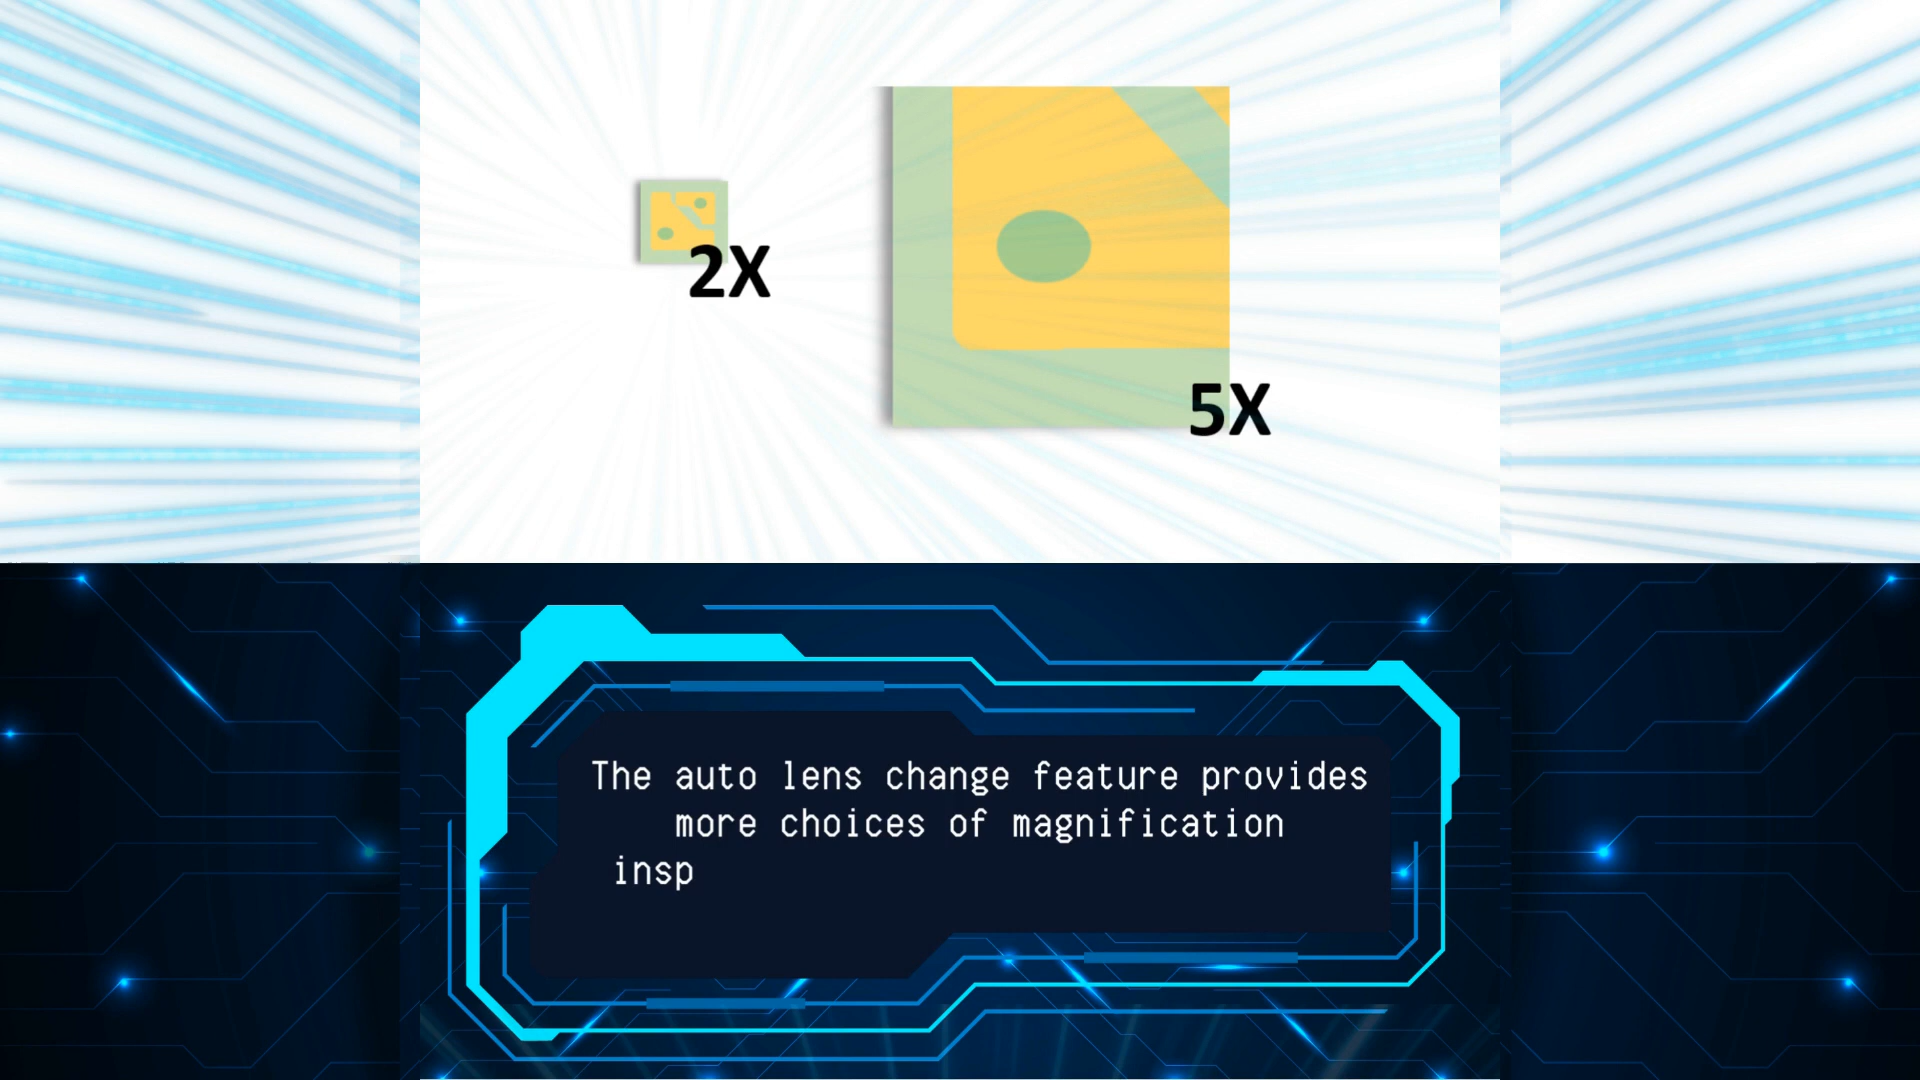 2X
5X
The auto lens change feature provides
more choices of magnification
insp